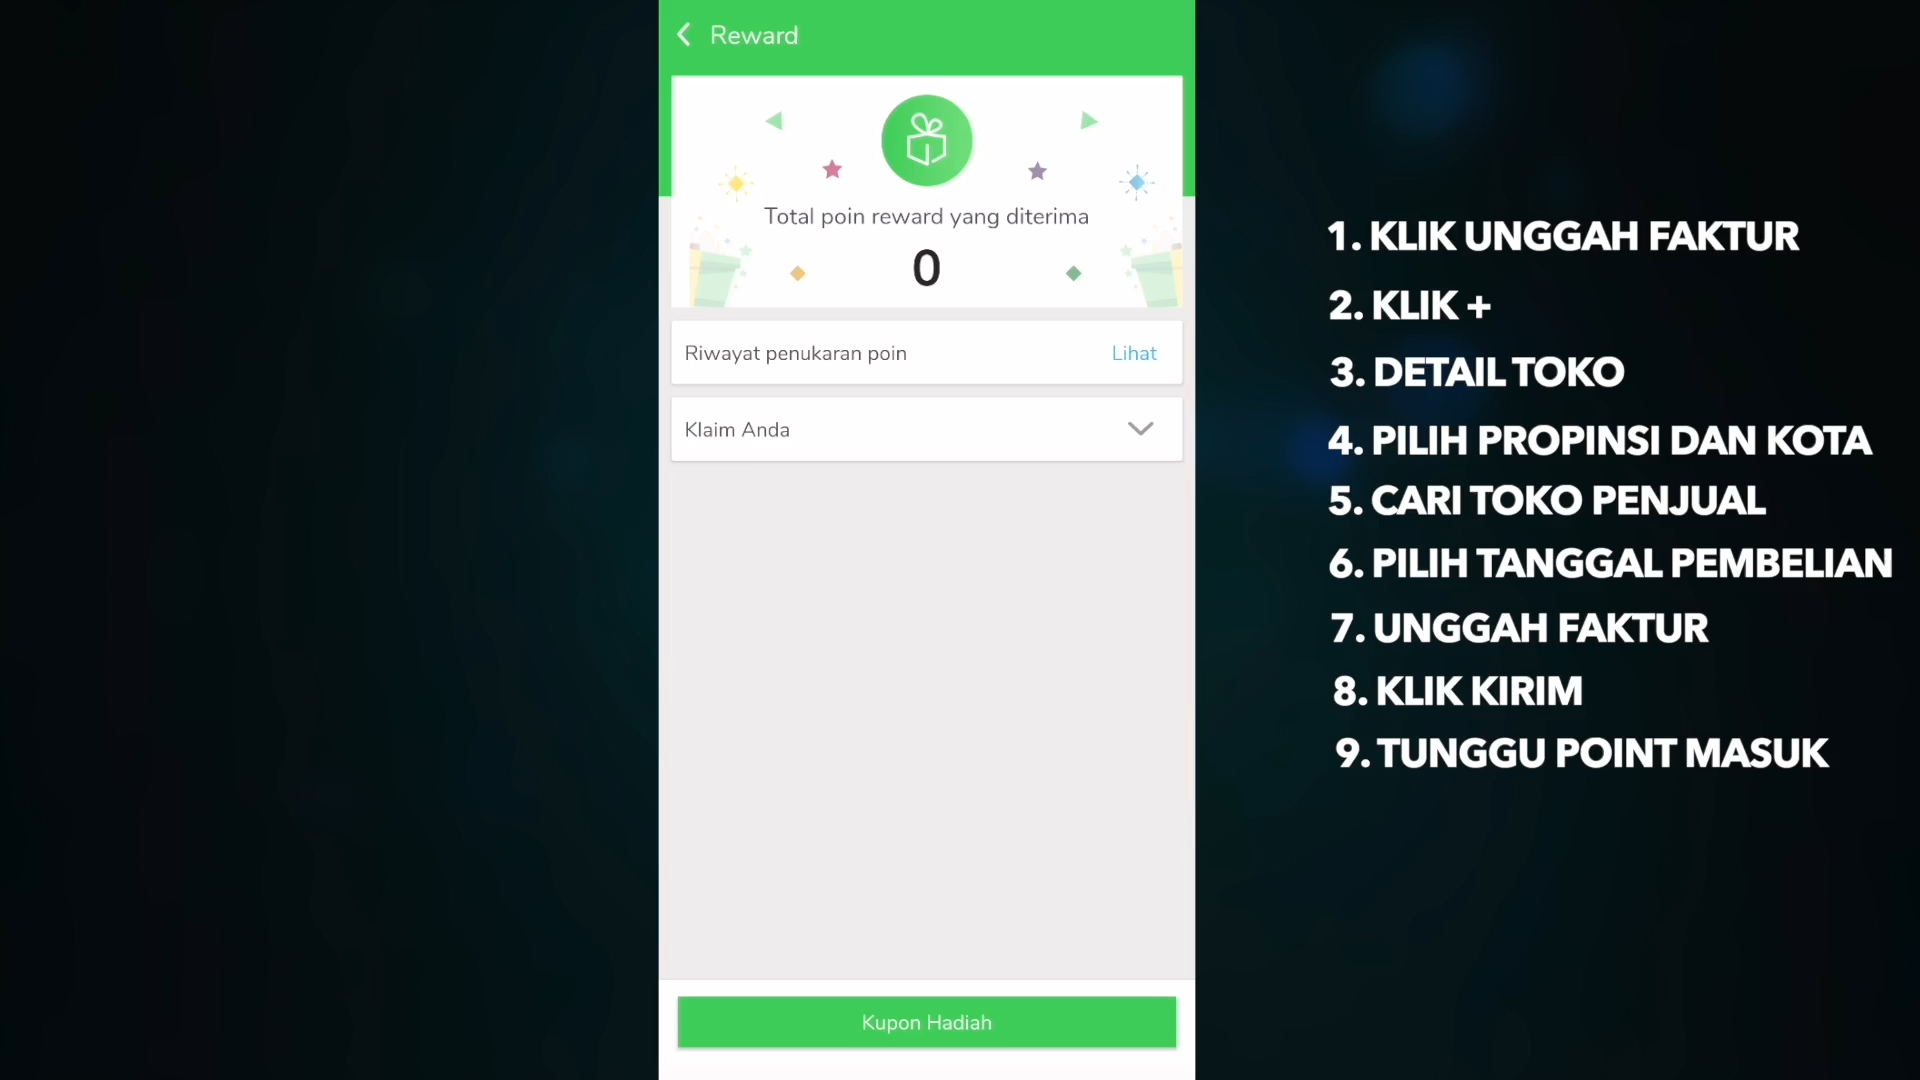 Reward
Total poin reward yang diterima
0
Riwayat penukaran poin
Lihat
Klaim Anda
Kupon Hadiah
1. KLIK UNGGAH FAKTUR
2. KLIK +
3. DETAIL TOKO
4. PILIH PROPINSI DAN KOTA
5. CARI TOKO PENJUAL
6. PILIH TANGGAL PEMBELIAN
7. UNGGAH FAKTUR
8. KLIK KIRIM
9. TUNGGU POINT MASUK